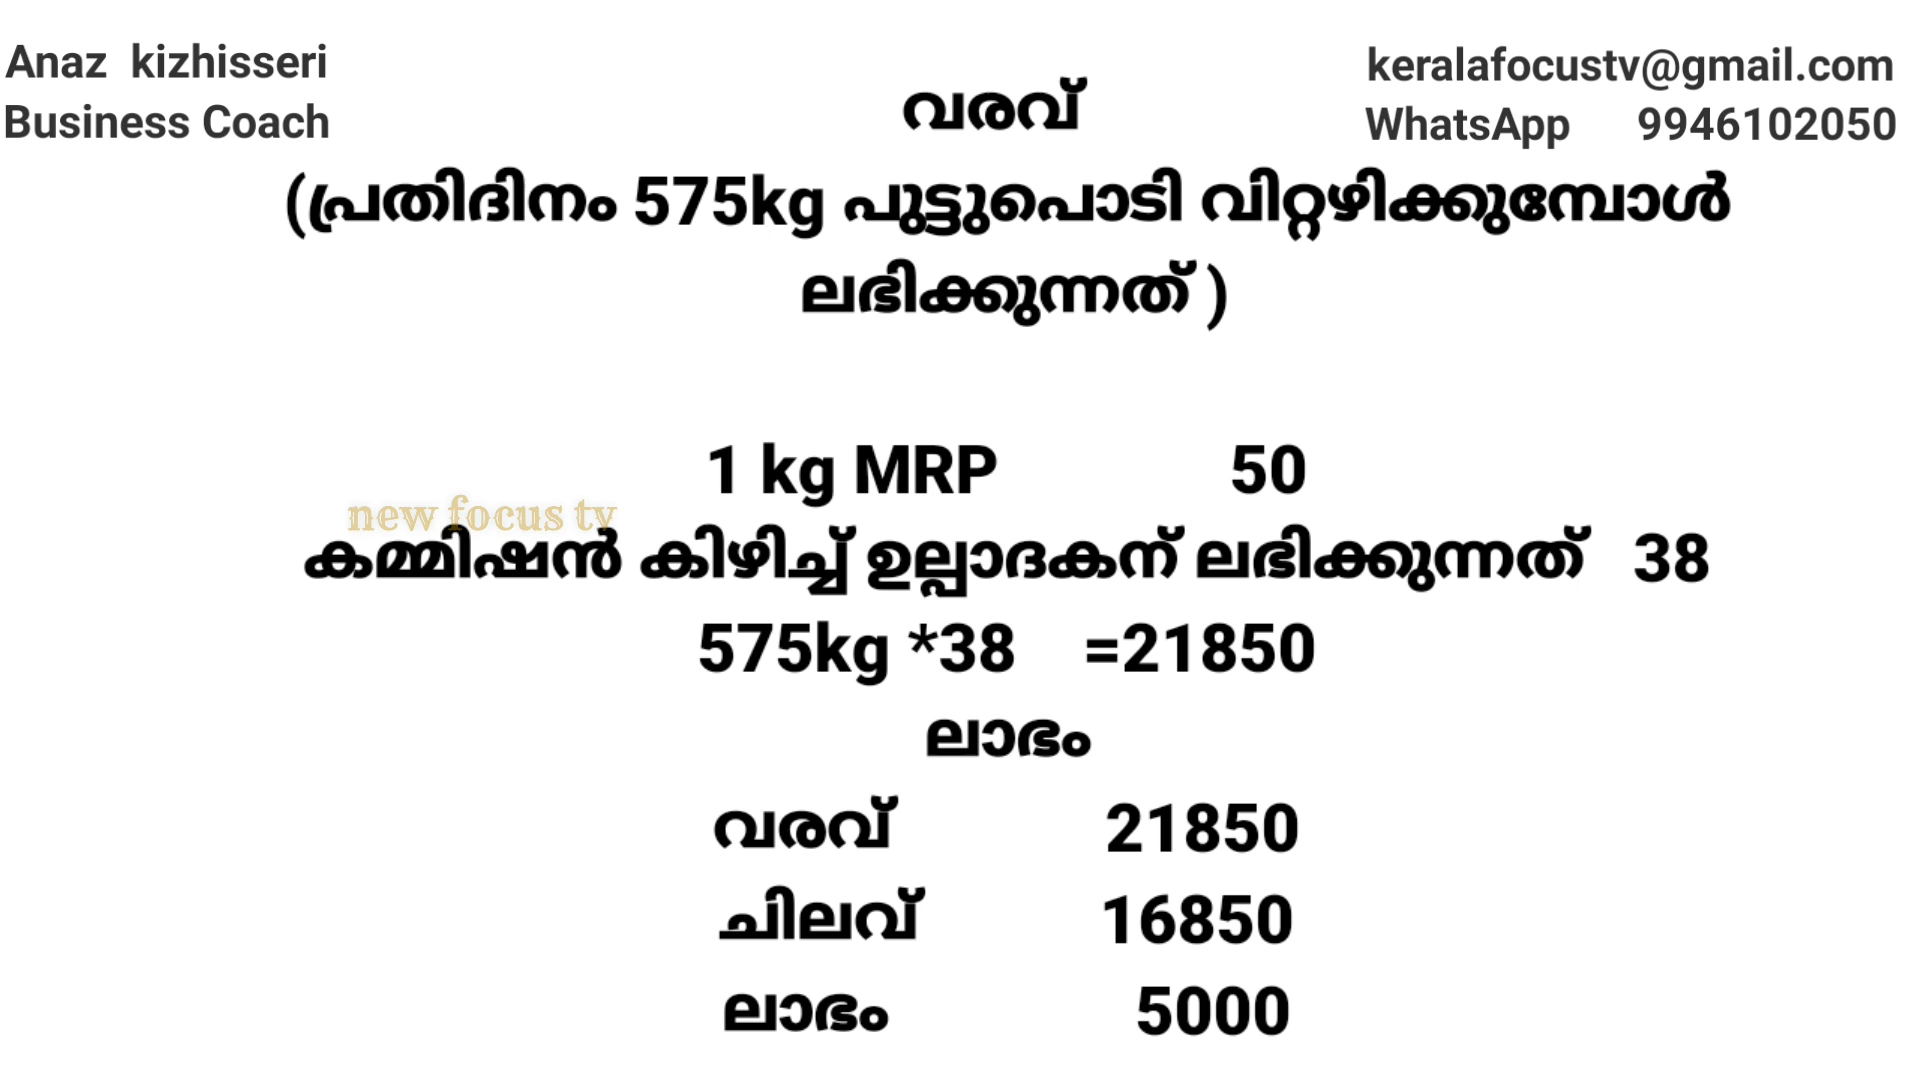 Anaz kizhisseri
Business Coach
keralafocustv@gmail.com
WhatsApp 9946102050
വരവ്
(പ്രതിദിനം 575kg പുട്ടുപൊടി വിറ്റഴിക്കുമ്പോൾ
ലഭിക്കുന്നത് )
1 kg MRP 50
new focus tv
കമ്മിഷൻ കിഴിച്ച് ഉല്പാദകന് ലഭിക്കുന്നത് 38
575kg *38 =21850
ലാഭം
വരവ് 21850
ചിലവ് 16850
ലാഭം 5000